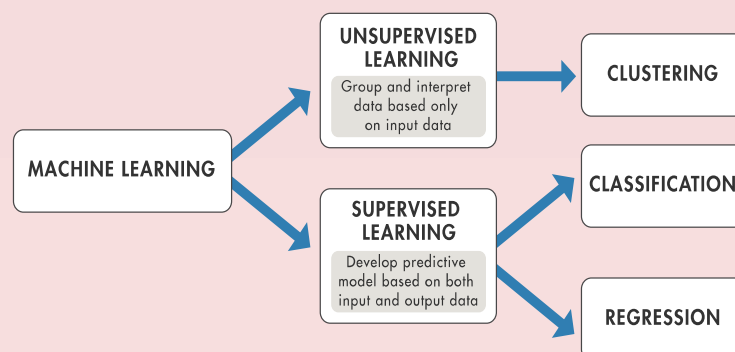 MACHINE LEARNING
UNSUPERVISED
LEARNING
Group and interpret
data based only
on input data
CLUSTERING
SUPERVISED
LEARNING
Develop predictive
model based on both
input and output data
CLASSIFICATION
REGRESSION